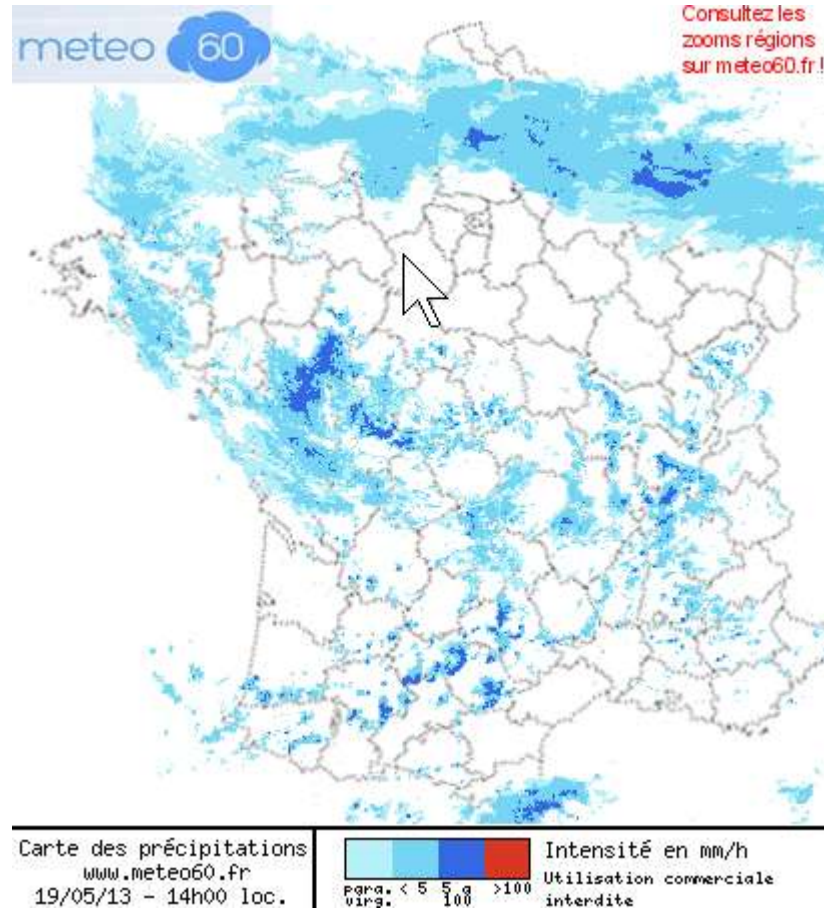 meteo 60
Consultez les
zooms régions
sur meteo60.fr!
Carte des précipitations
www.meteo60.fr
19/05/13 - 14h00 loc.
Intensité en mm/h
para. < 5 5 a >100
virg. 100
Utilisation commerciale
interdite